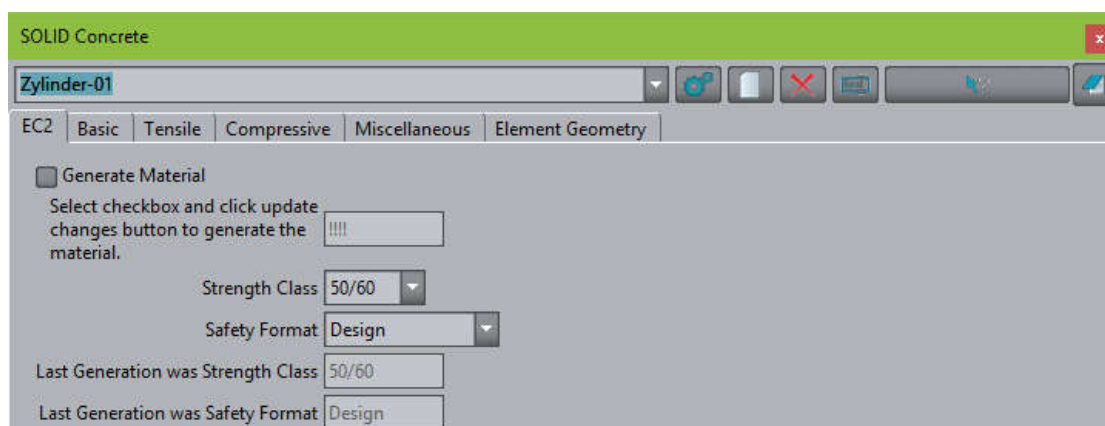 SOLID Concrete
x
Zylinder-01
EC2 Basic Tensile Compressive Miscellaneous Element Geometry
Generate Material
Select checkbox and click update
changes button to generate the
material.
!!!!
Strength Class 50/60
Safety Format Design
Last Generation was Strength Class 50/60
Last Generation was Safety Format Design